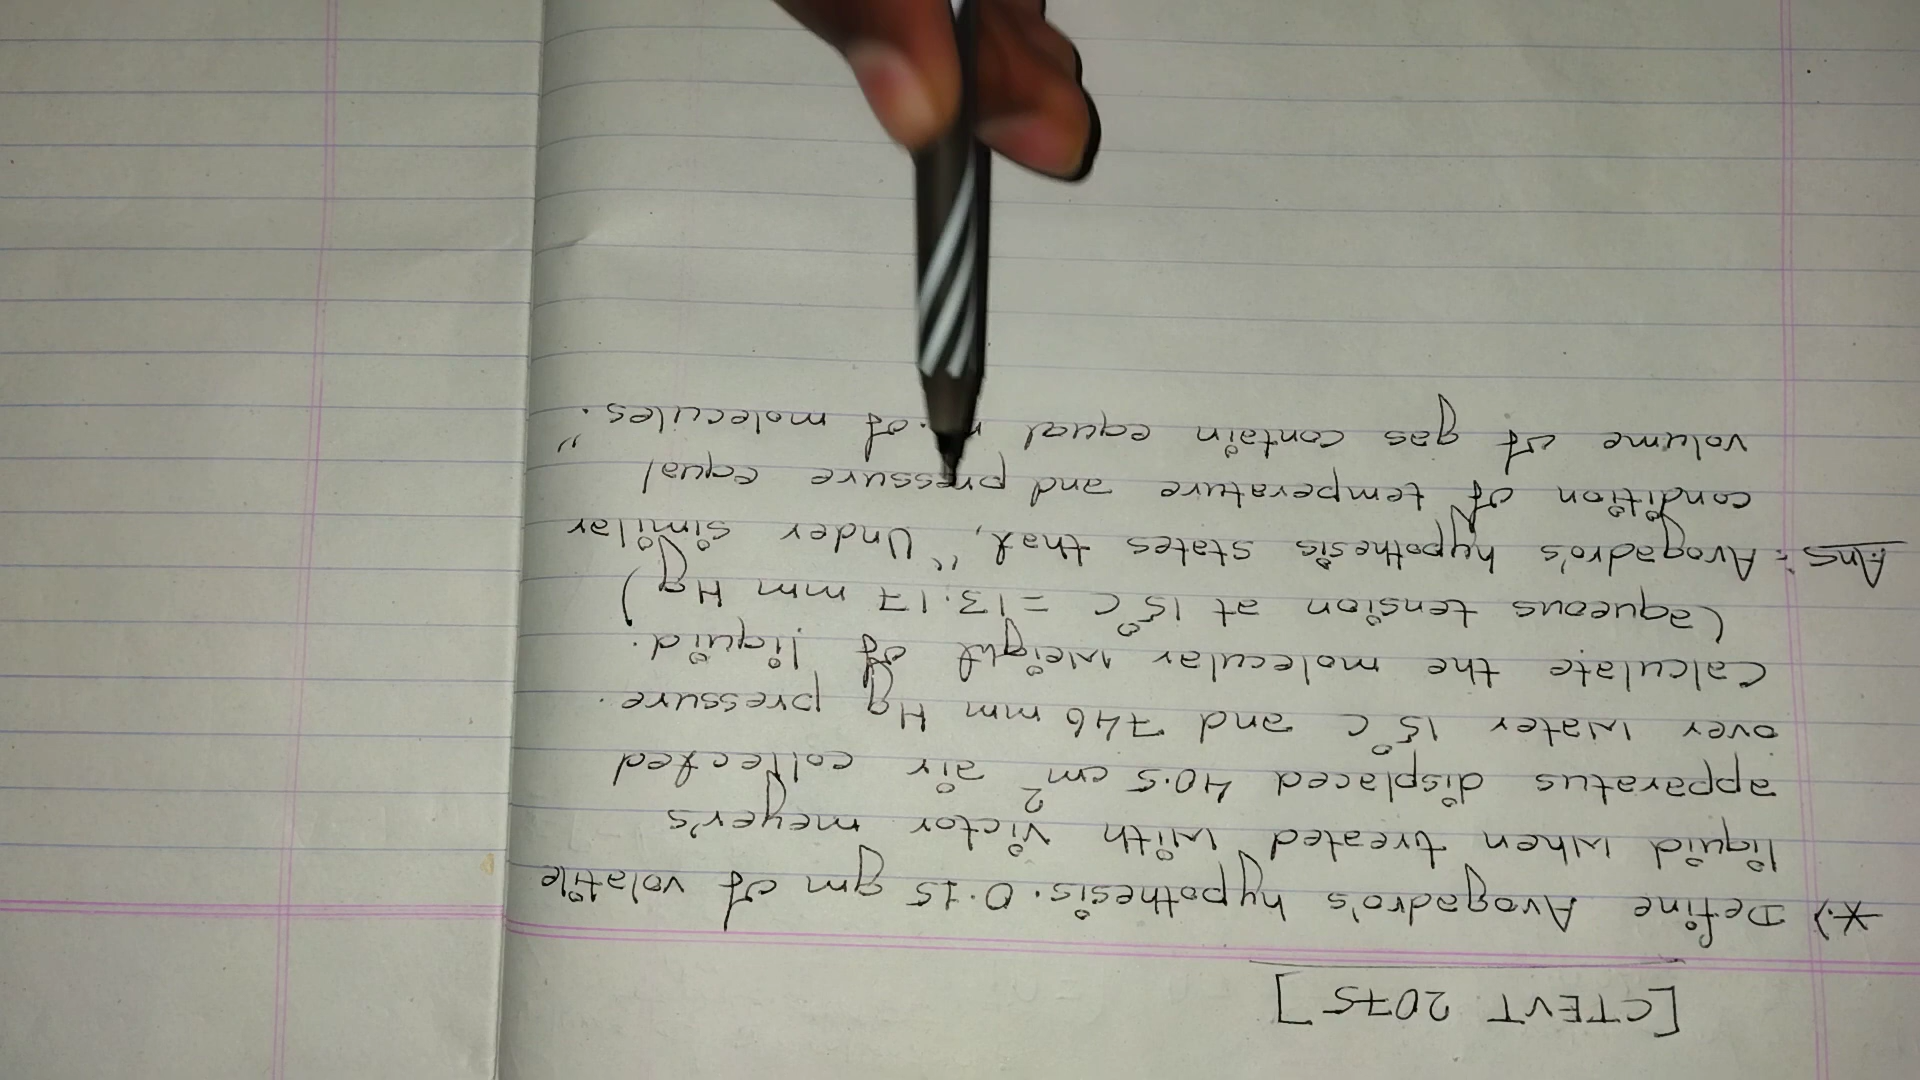 [CTEVT 2075]
*) Define Avogadro's hypothesis. 0.15 gm of volatile
liquid when treated with victor meyer's
apparatus displaced 40.5 cm² air collected
over water 15°C and 746 mm Hg pressure.
Calculate the molecular weight of liquid.
(aqueous tension at 15°C = 13.17 mm Hg)
Ans:- Avogadro's hypothesis states that, "Under similar
condition of temperature and pressure equal
volume of gas contain equal of molecules."